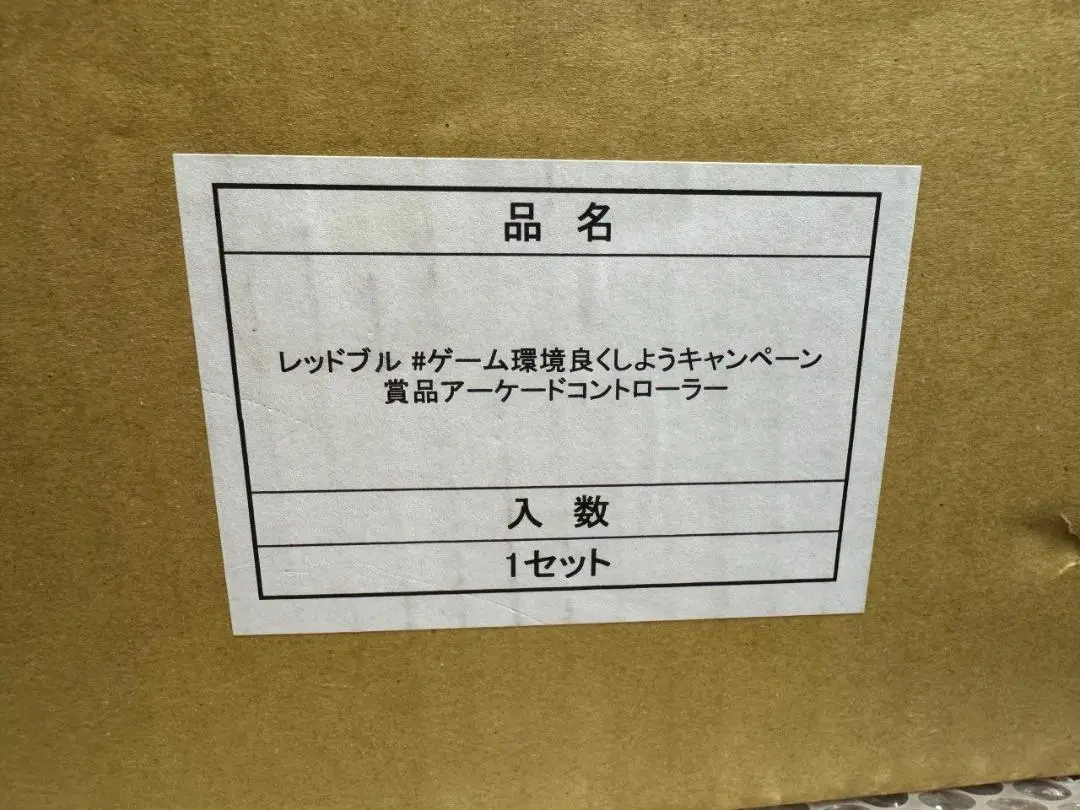 品 名
レッドブル #ゲーム環境良くしようキャンペーン
賞品アーケードコントローラー
入 数
1セット